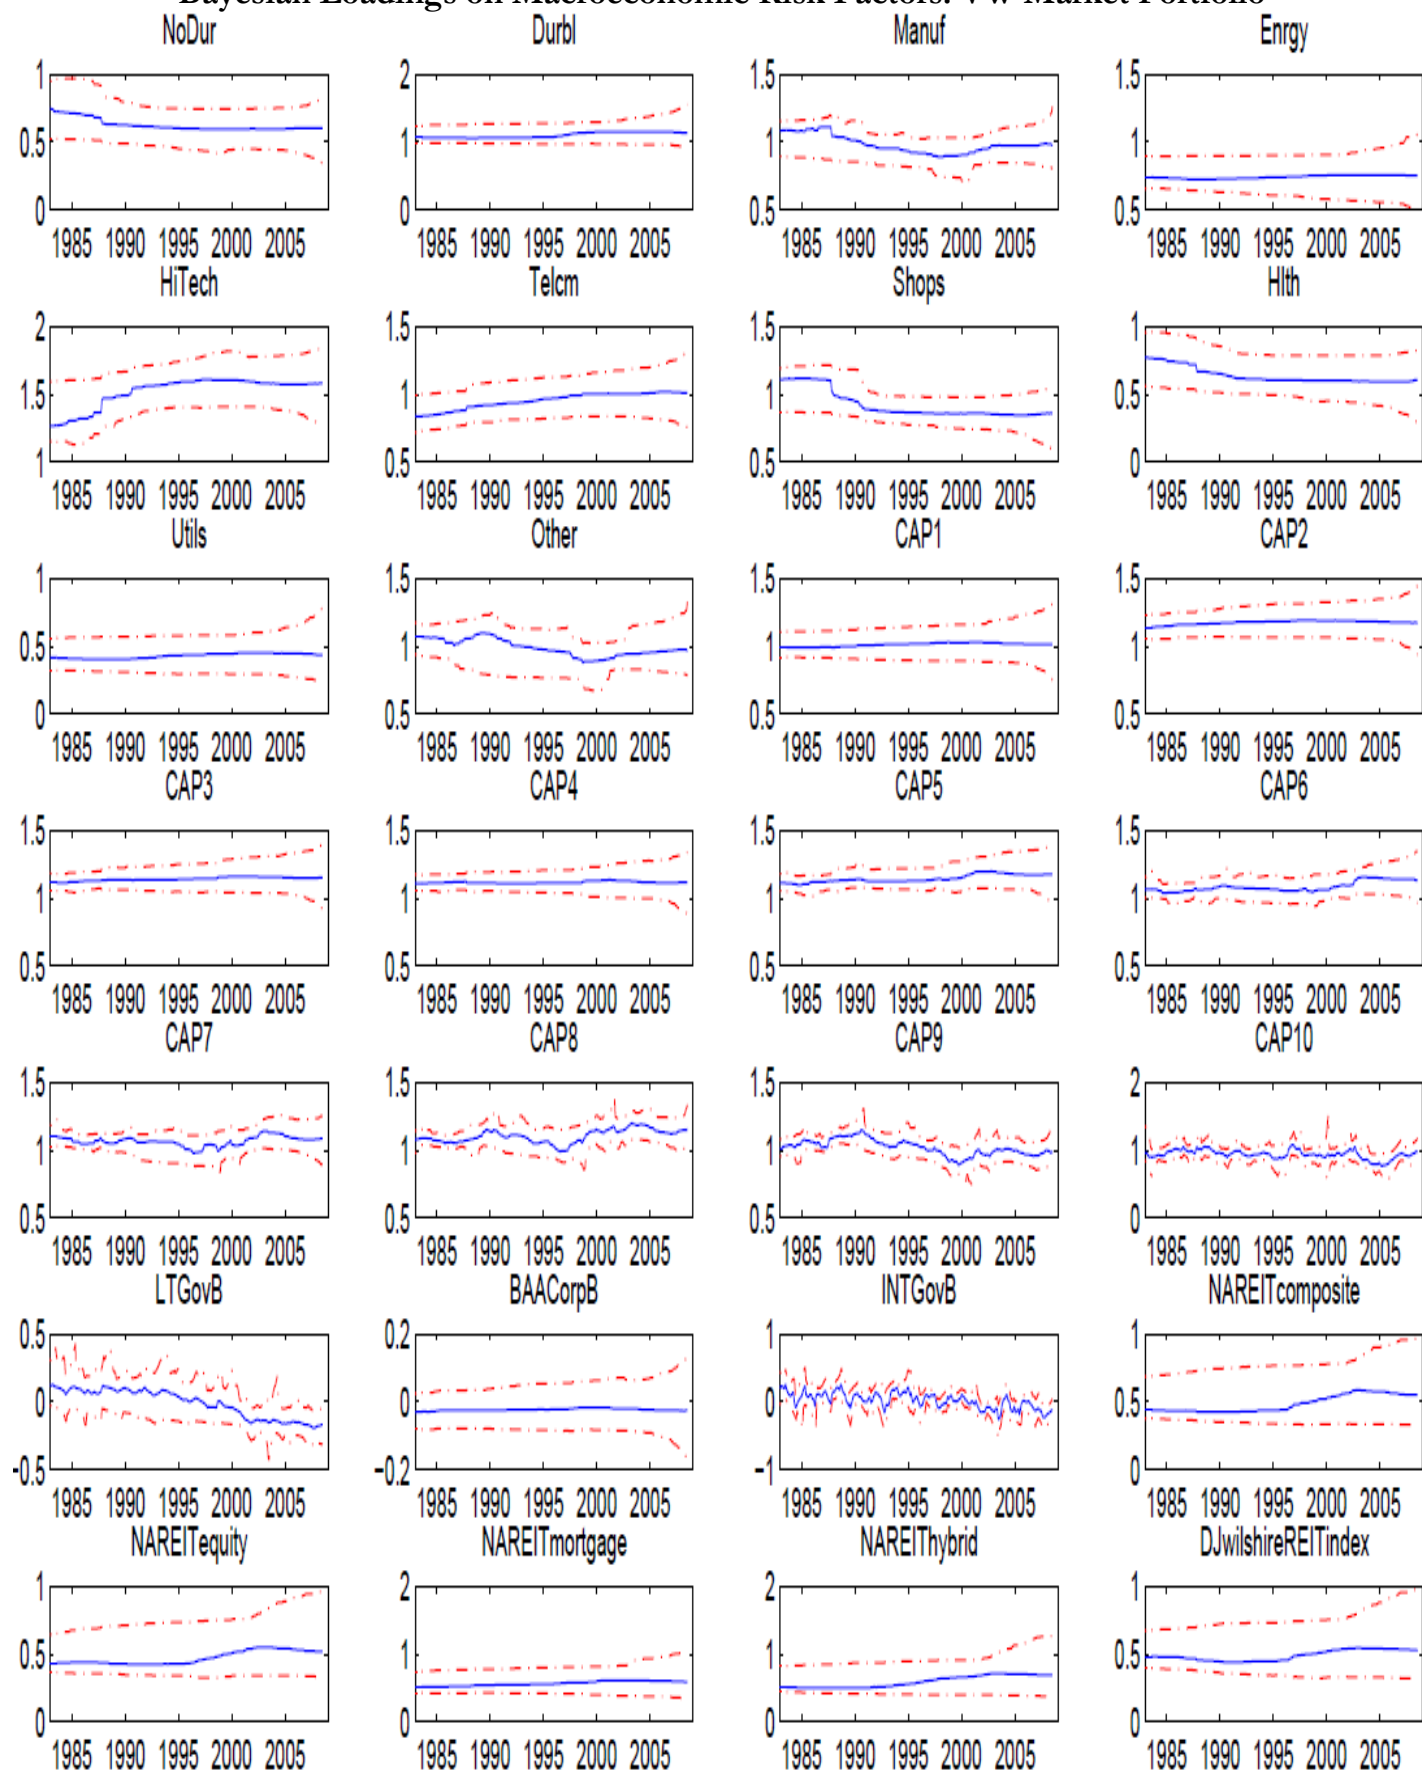 Bayesian Loadings on Macroeconomic Risk Factors: VW Market Portfolio
NoDur Durbl Manuf Enrgy
1 2 1.5 1.5
0.5 1 1 1
0 0 0.5 0.5
1985 1990 1995 2000 2005 1985 1990 1995 2000 2005 1985 1990 1995 2000 2005 1985 1990 1995 2000 2005
HiTech Telcm Shops Hlth
2 1.5 1.5 1
1.5 1 1 0.5
1 0.5 0.5 0
1985 1990 1995 2000 2005 1985 1990 1995 2000 2005 1985 1990 1995 2000 2005 1985 1990 1995 2000 2005
Utils Other CAP1 CAP2
1 1.5 1.5 1.5
0.5 1 1 1
0 0.5 0.5 0.5
1985 1990 1995 2000 2005 1985 1990 1995 2000 2005 1985 1990 1995 2000 2005 1985 1990 1995 2000 2005
CAP3 CAP4 CAP5 CAP6
1.5 1.5 1.5 1.5
1 1 1 1
0.5 0.5 0.5 0.5
1985 1990 1995 2000 2005 1985 1990 1995 2000 2005 1985 1990 1995 2000 2005 1985 1990 1995 2000 2005
CAP7 CAP8 CAP9 CAP10
1.5 1.5 1.5 2
1 1 1 1
0.5 0.5 0.5 0
1985 1990 1995 2000 2005 1985 1990 1995 2000 2005 1985 1990 1995 2000 2005 1985 1990 1995 2000 2005
LTGovB BAACorpB INTGovB NAREITcomposite
0.5 0.2 1 1
0 0 0 0.5
-0.5 -0.2 -1 0
1985 1990 1995 2000 2005 1985 1990 1995 2000 2005 1985 1990 1995 2000 2005 1985 1990 1995 2000 2005
NAREITequity NAREITmortgage NAREIThybrid DJwilshireREITindex
1 2 2 1
0.5 1 1 0.5
0 0 0 0
1985 1990 1995 2000 2005 1985 1990 1995 2000 2005 1985 1990 1995 2000 2005 1985 1990 1995 2000 2005